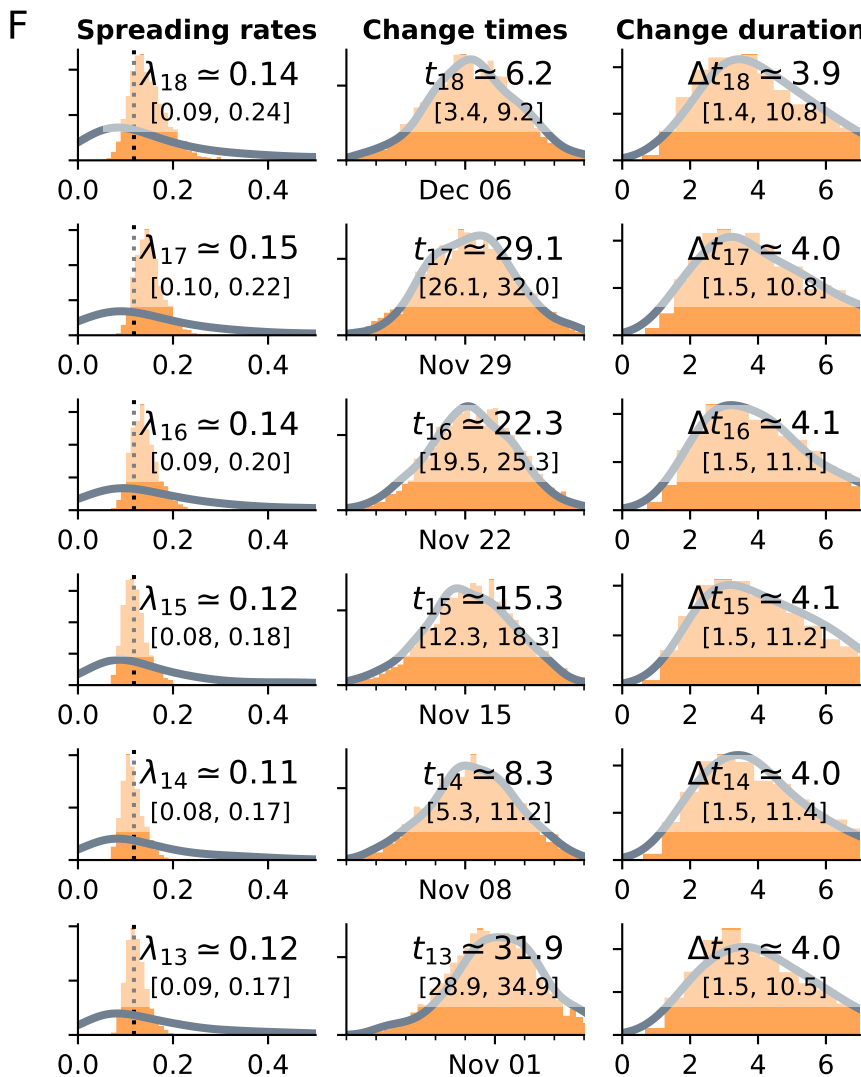 F
Spreading rates Change times Change duration
λ18 ≃ 0.14 t18 ≃ 6.2 Δt18 ≃ 3.9
[0.09, 0.24] [3.4, 9.2] [1.4, 10.8]
0.0 0.2 0.4 Dec 06 0 2 4 6
λ17 ≃ 0.15 t17 ≃ 29.1 Δt17 ≃ 4.0
[0.10, 0.22] [26.1, 32.0] [1.5, 10.8]
0.0 0.2 0.4 Nov 29 0 2 4 6
λ16 ≃ 0.14 t16 ≃ 22.3 Δt16 ≃ 4.1
[0.09, 0.20] [19.5, 25.3] [1.5, 11.1]
0.0 0.2 0.4 Nov 22 0 2 4 6
λ15 ≃ 0.12 t15 ≃ 15.3 Δt15 ≃ 4.1
[0.08, 0.18] [12.3, 18.3] [1.5, 11.2]
0.0 0.2 0.4 Nov 15 0 2 4 6
λ14 ≃ 0.11 t14 ≃ 8.3 Δt14 ≃ 4.0
[0.08, 0.17] [5.3, 11.2] [1.5, 11.4]
0.0 0.2 0.4 Nov 08 0 2 4 6
λ13 ≃ 0.12 t13 ≃ 31.9 Δt13 ≃ 4.0
[0.09, 0.17] [28.9, 34.9] [1.5, 10.5]
0.0 0.2 0.4 Nov 01 0 2 4 6